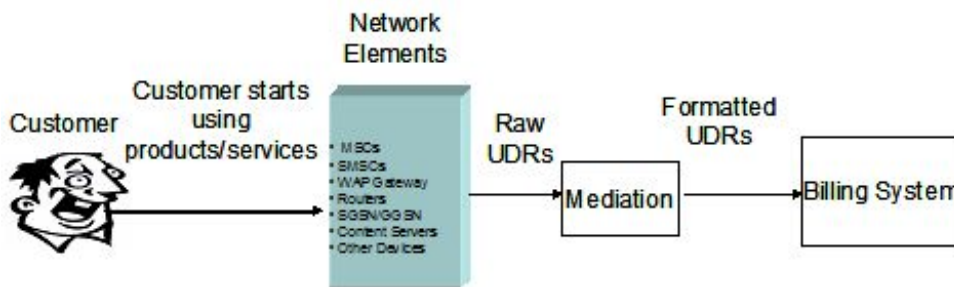 Network
Elements
Customer starts
using
products/services
Customer
Raw
UDRs
Formatted
UDRs
• MSCs
• SMSCs
• WAP Gateway
• Routers
• SGSN/GGSN
• Content Servers
• Other Devices
Mediation
Billing System